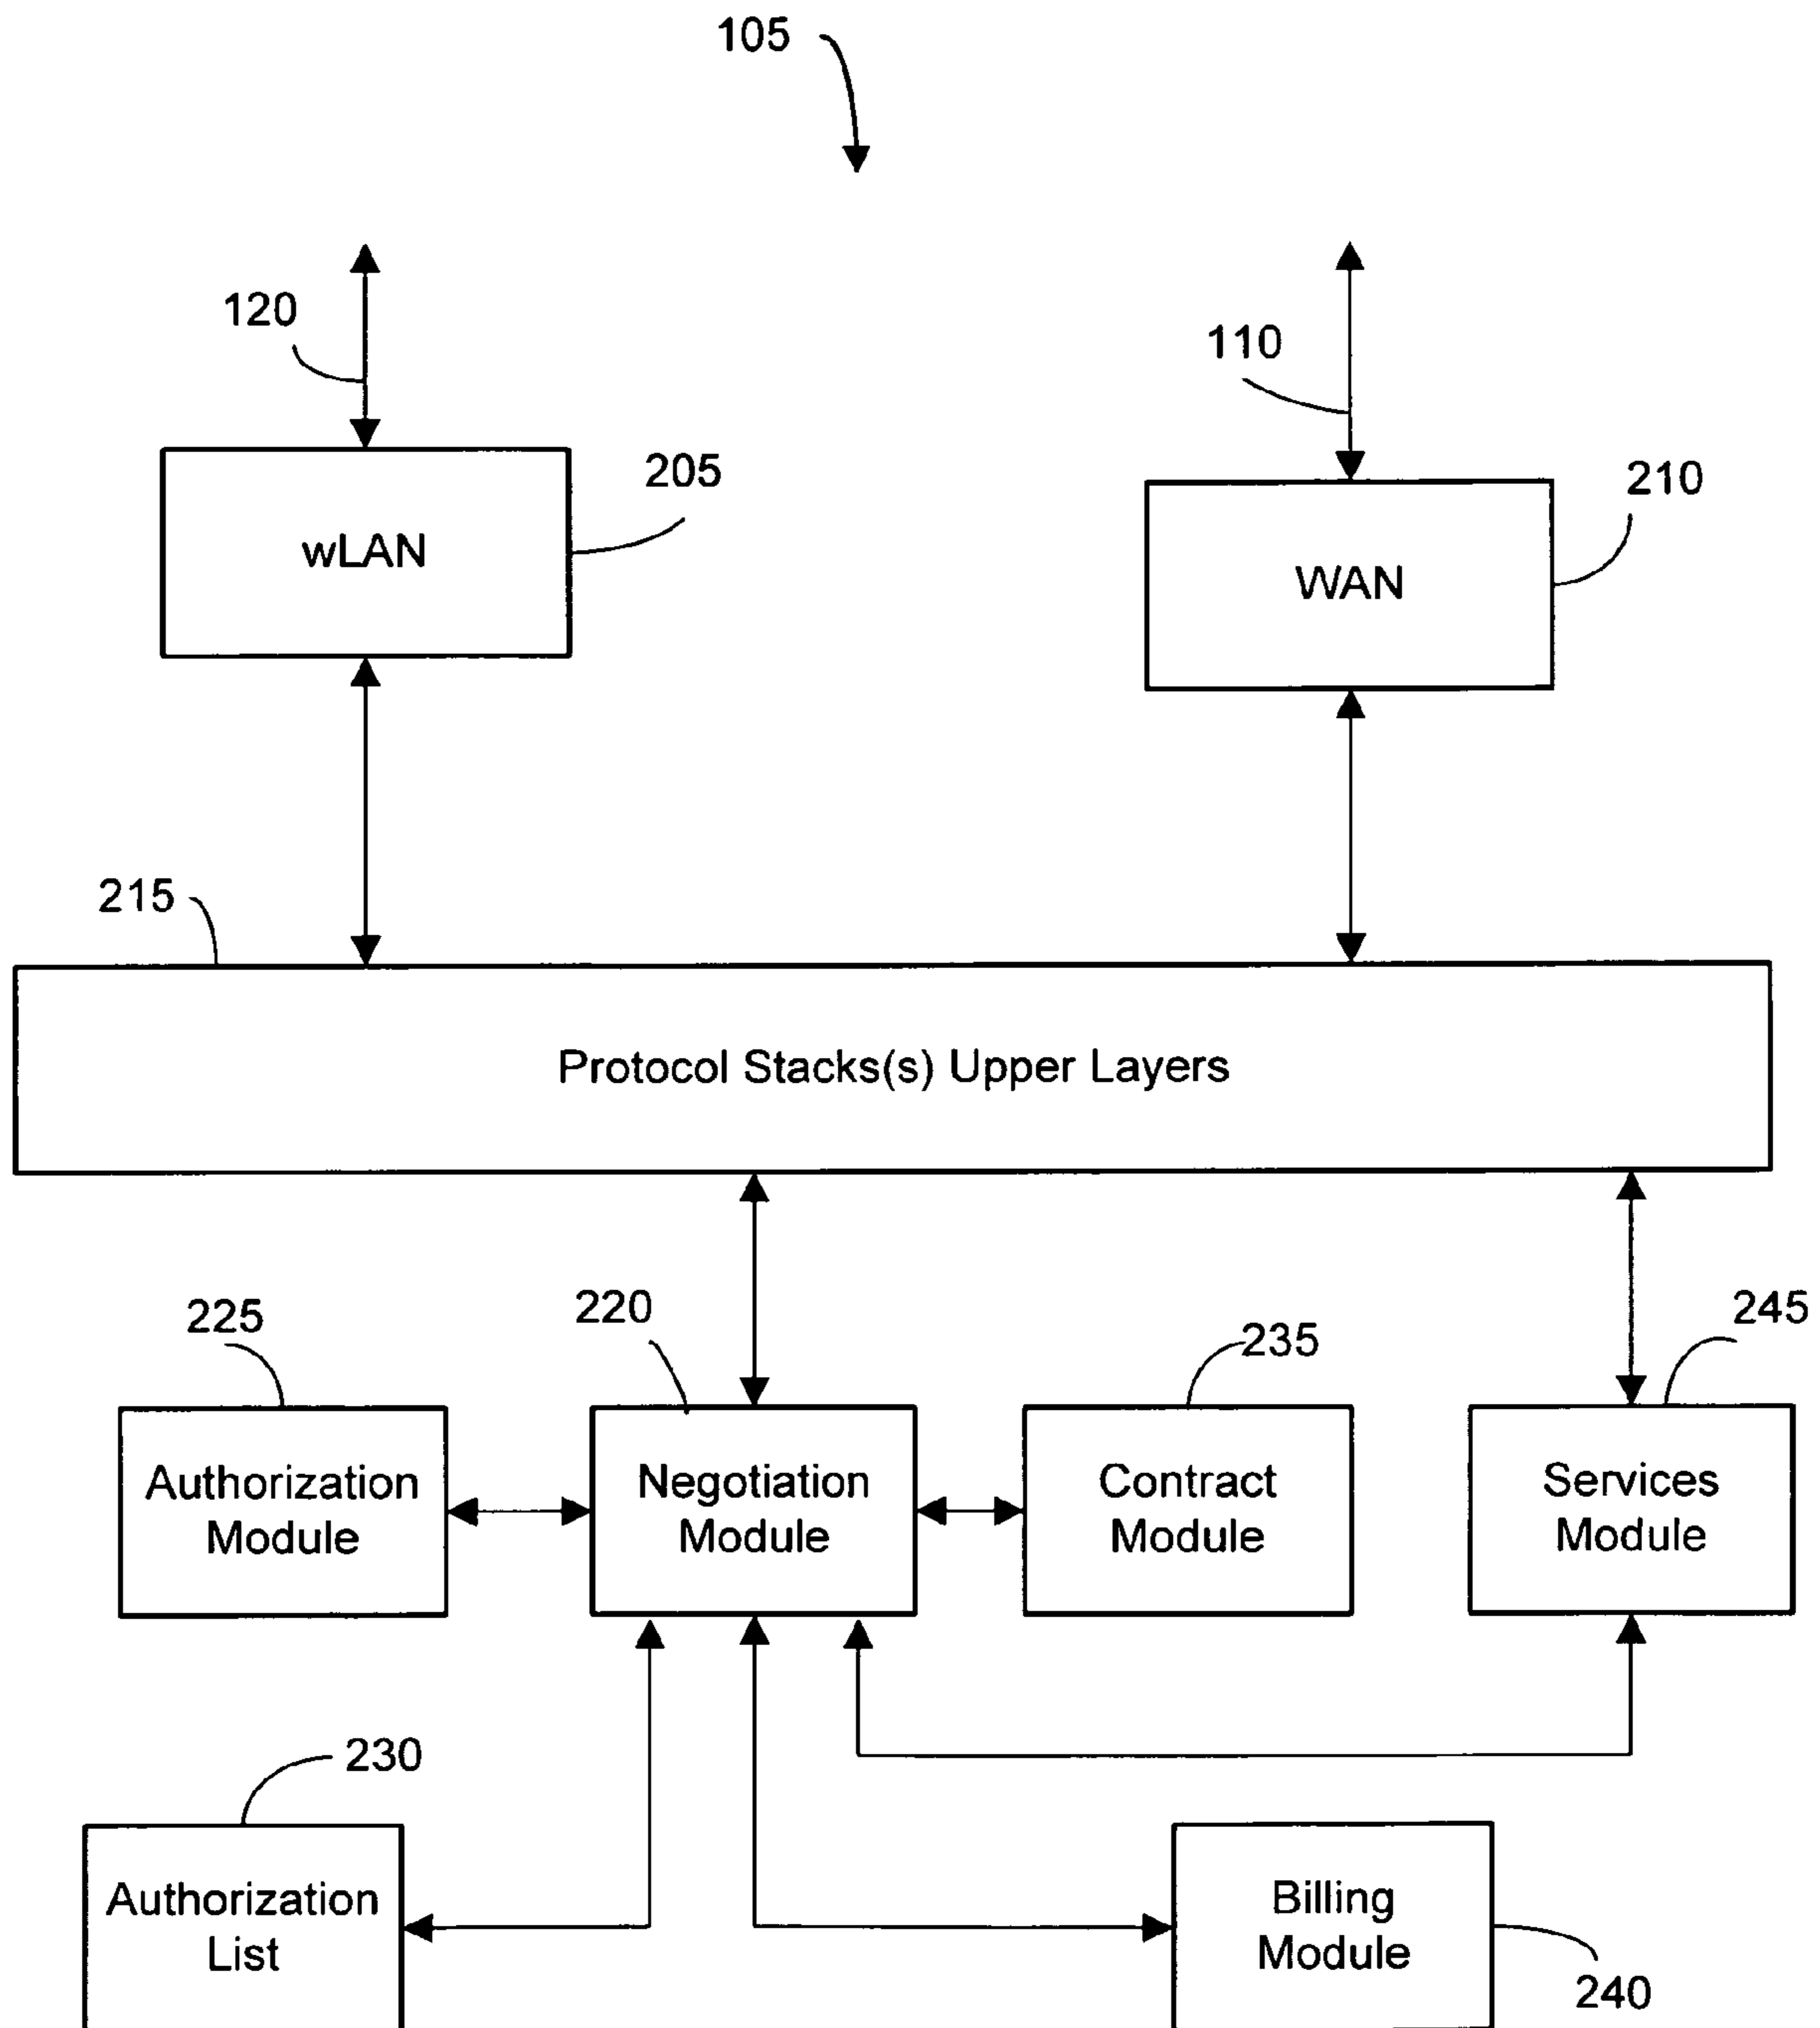 105
120
110
205
wLAN
210
WAN
215
Protocol Stacks(s) Upper Layers
225
220
235
245
Authorization
Module
Negotiation
Module
Contract
Module
Services
Module
230
Authorization
List
Billing
Module
240